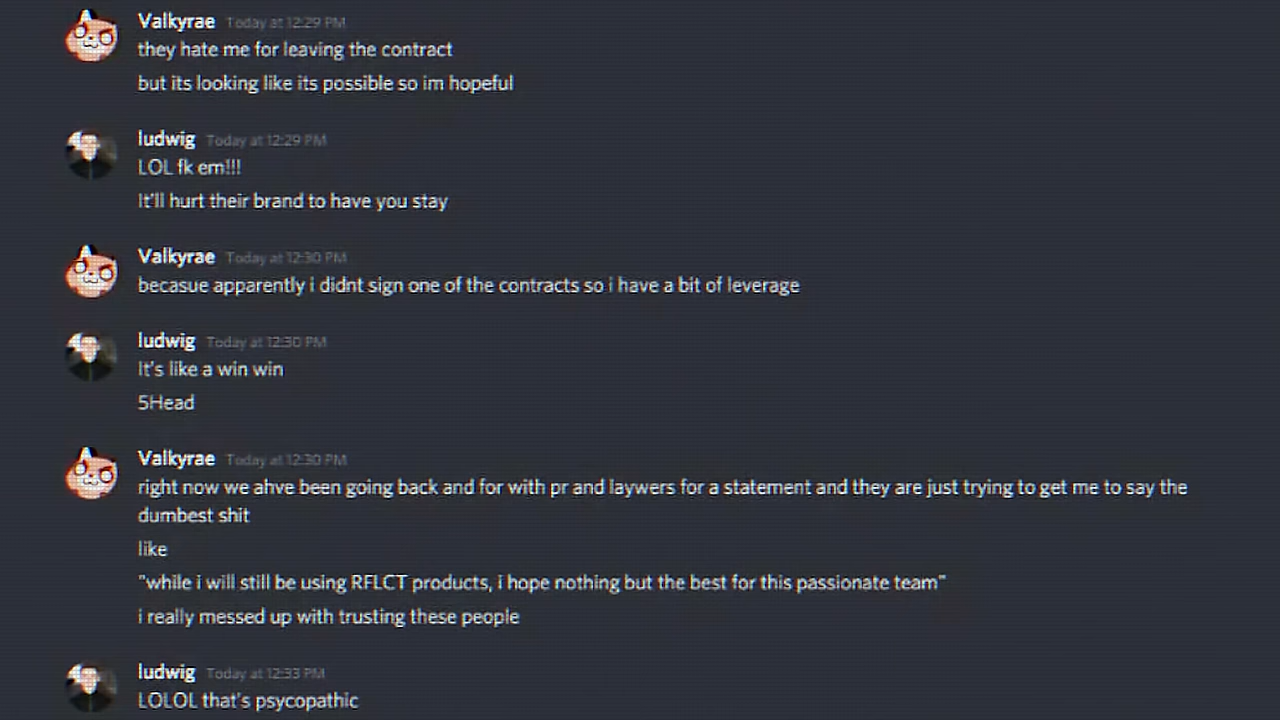 Valkyrae Today at 12:29 PM
they hate me for leaving the contract
but its looking like its possible so im hopeful
ludwig Today at 12:29 PM
LOL fk em!!!
It'll hurt their brand to have you stay
Valkyrae Today at 12:30 PM
becasue apparently i didnt sign one of the contracts so i have a bit of leverage
ludwig Today at 12:30 PM
It's like a win win
5Head
Valkyrae Today at 12:30 PM
right now we ahve been going back and for with pr and laywers for a statement and they are just trying to get me to say the
dumbest shit
like
"while i will still be using RFLCT products, i hope nothing but the best for this passionate team"
i really messed up with trusting these people
ludwig Today at 12:33 PM
LOLOL that's psycopathic